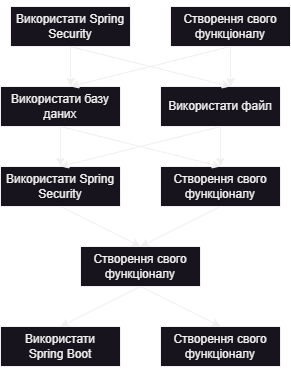 Використати Spring
Security
Створення свого
функціоналу
Використати базу
даних
Використати файл
Використати Spring
Security
Створення свого
функціоналу
Створення свого
функціоналу
Використати
Spring Boot
Створення свого
функціоналу